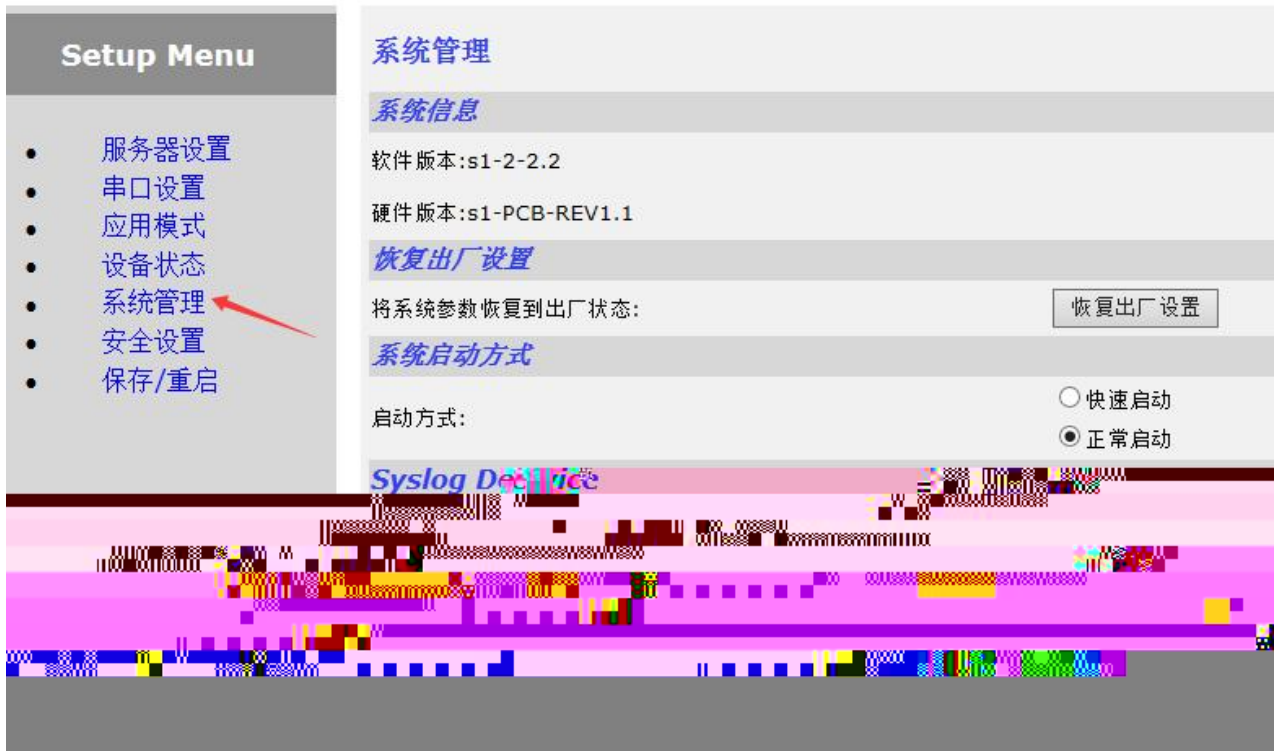 Setup Menu
服务器设置
串口设置
应用模式
设备状态
系统管理
安全设置
保存/重启
系统管理
系统信息
软件版本:s1-2-2.2
硬件版本:s1-PCB-REV1.1
恢复出厂设置
将系统参数恢复到出厂状态:
恢复出厂设置
系统启动方式
启动方式:
快速启动
正常启动
Syslog